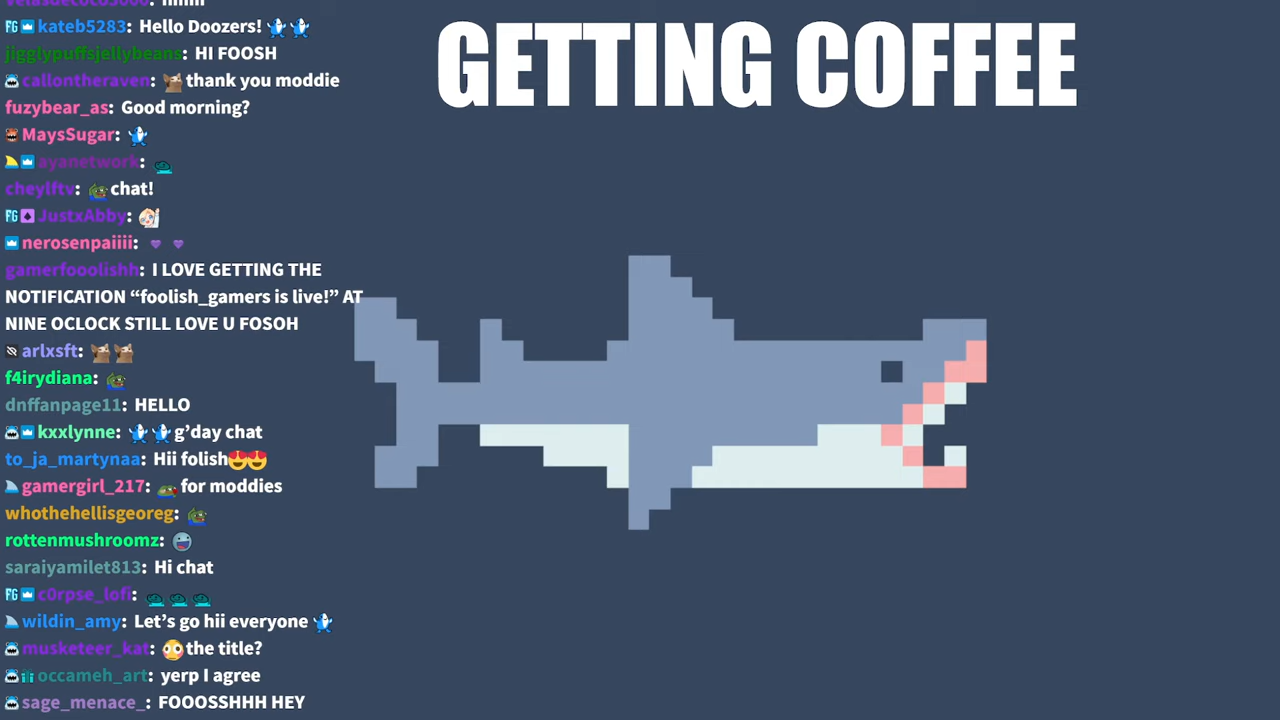 GETTING COFFEE
kateb5283: Hello Doozers!
jigglypuffsjellybeans: HI FOOSH
callontheraven: thank you moddie
fuzybear_as: Good morning?
MaysSugar:
ayanetwork:
cheylftv: chat!
JustxAbby:
nerosenpaiiii:
gamerfooolishh: I LOVE GETTING THE
NOTIFICATION “foolish_gamers is live!” AT
NINE OCLOCK STILL LOVE U FOSOH
arlxsft:
f4irydiana:
dnffanpage11: HELLO
kxxlynne: g’day chat
to_ja_martynaa: Hii folish😍😍
gamergirl_217: for moddies
whothehellisgeoreg:
rottenmushroomz:
saraiyamilet813: Hi chat
c0rpse_lofi:
wildin_amy: Let’s go hii everyone
musketeer_kat: 😳the title?
occameh_art: yerp I agree
sage_menace_: FOOOSSHHH HEY